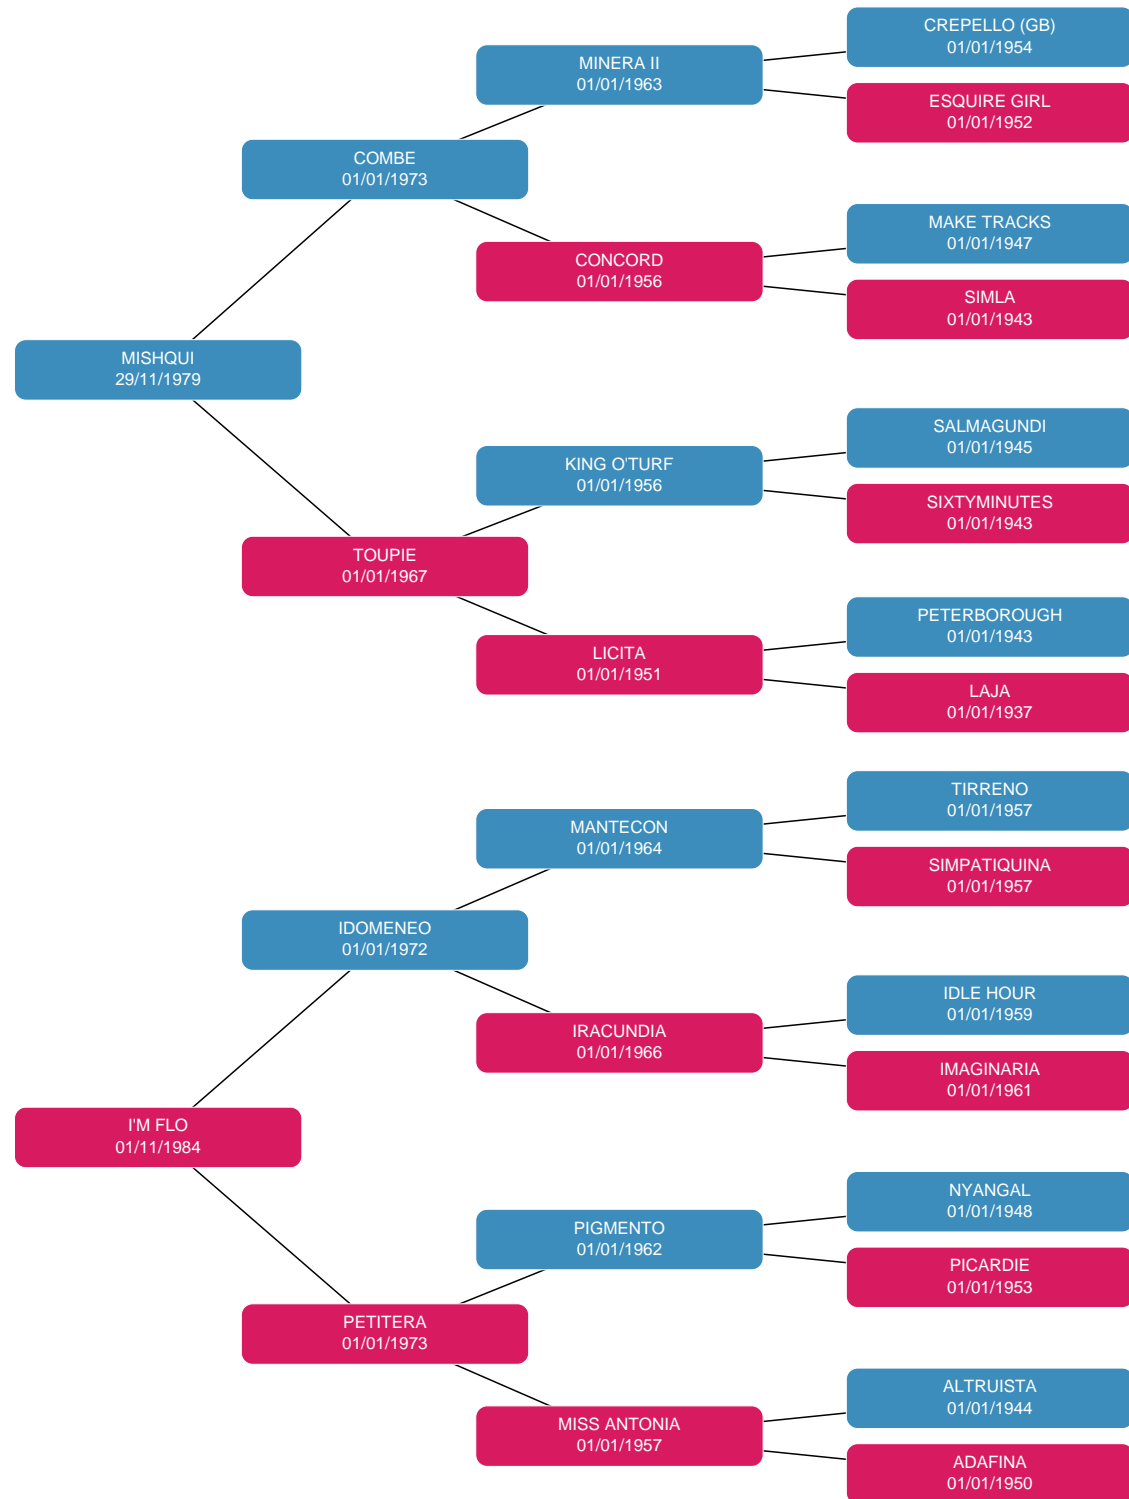 CREPELLO (GB)
01/01/1954
MINERA II
01/01/1963
ESQUIRE GIRL
01/01/1952
COMBE
01/01/1973
MAKE TRACKS
01/01/1947
CONCORD
01/01/1956
SIMLA
01/01/1943
MISHQUI
29/11/1979
SALMAGUNDI
01/01/1945
KING O'TURF
01/01/1956
SIXTYMINUTES
01/01/1943
TOUPIE
01/01/1967
PETERBOROUGH
01/01/1943
LICITA
01/01/1951
LAJA
01/01/1937
TIRRENO
01/01/1957
MANTECON
01/01/1964
SIMPATIQUINA
01/01/1957
IDOMENEO
01/01/1972
IDLE HOUR
01/01/1959
IRACUNDIA
01/01/1966
IMAGINARIA
01/01/1961
I'M FLO
01/11/1984
NYANGAL
01/01/1948
PIGMENTO
01/01/1962
PICARDIE
01/01/1953
PETITERA
01/01/1973
ALTRUISTA
01/01/1944
MISS ANTONIA
01/01/1957
ADAFINA
01/01/1950